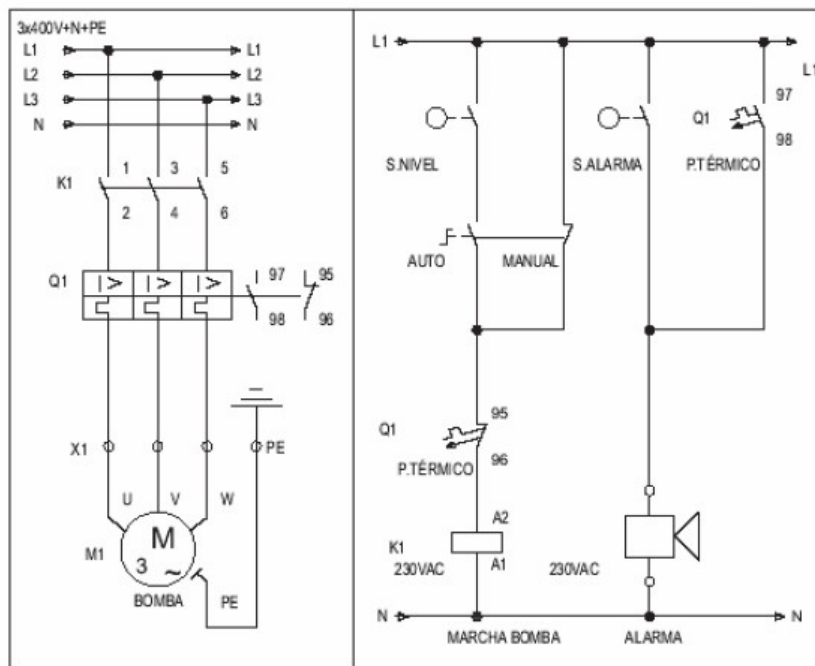 3x400V+N+PE
L1 L1
L2 L2
L3 L3
N N
1 3 5
K1
2 4 6
Q1
97 95
98 96
X1 PE
U V W
M1
M
3 ~
BOMBA PE
L1
L1
97
Q1
98
S.NIVEL S.ALARMA P.TÉRMICO
AUTO MANUAL
95
Q1
96
P.TÉRMICO
A2
K1
A1
230VAC 230VAC
N N
MARCHA BOMBA ALARMA